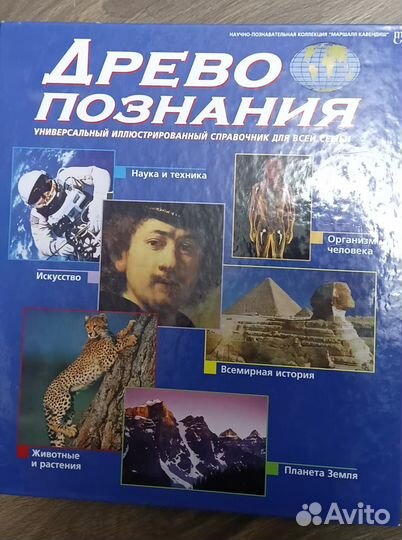 НАУЧНО-ПОЗНАВАТЕЛЬНАЯ КОЛЛЕКЦИЯ "МАРШАЛЛ КАВЕНДИШ"
ДРЕВО
ПОЗНАНИЯ
УНИВЕРСАЛЬНЫЙ ИЛЛЮСТРИРОВАННЫЙ СПРАВОЧНИК ДЛЯ ВСЕЙ СЕМЬИ
Наука и техника
Организм
человека
Искусство
Всемирная история
Животные
и растения
Планета Земля
Avito